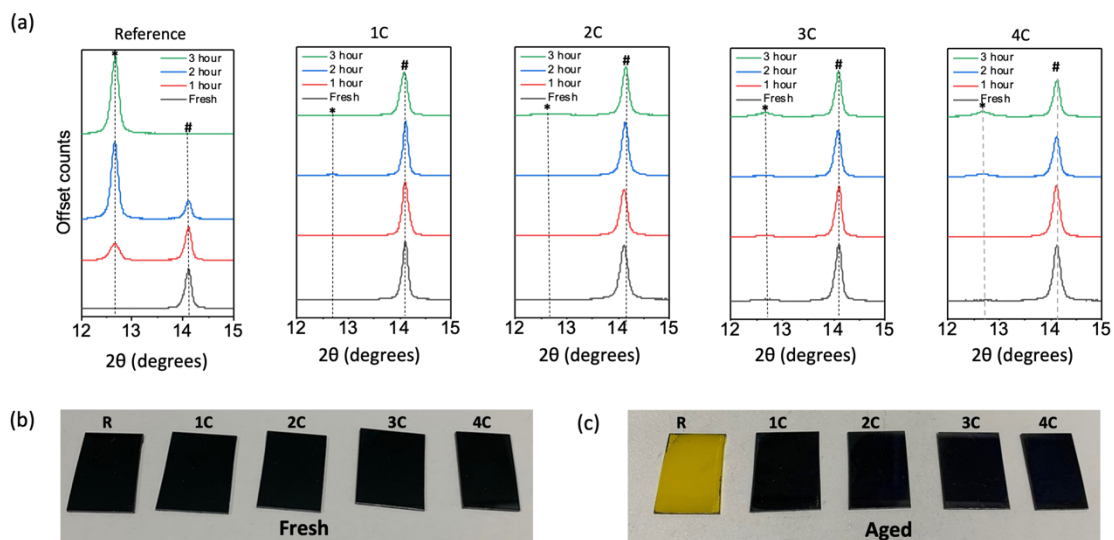 (a)
Reference
1C
2C
3C
4C
*
3 hour
2 hour
1 hour
Fresh
#
3 hour
2 hour
1 hour
Fresh
#
*
3 hour
2 hour
1 hour
Fresh
#
*
3 hour
2 hour
1 hour
Fresh
#
*
3 hour
2 hour
1 hour
Fresh
#
*
Offset counts
12 13 14 15
12 13 14 15
12 13 14 15
12 13 14 15
12 13 14 15
2θ (degrees)
2θ (degrees)
2θ (degrees)
2θ (degrees)
2θ (degrees)
(b)
R 1C 2C 3C 4C
Fresh
(c)
R 1C 2C 3C 4C
Aged